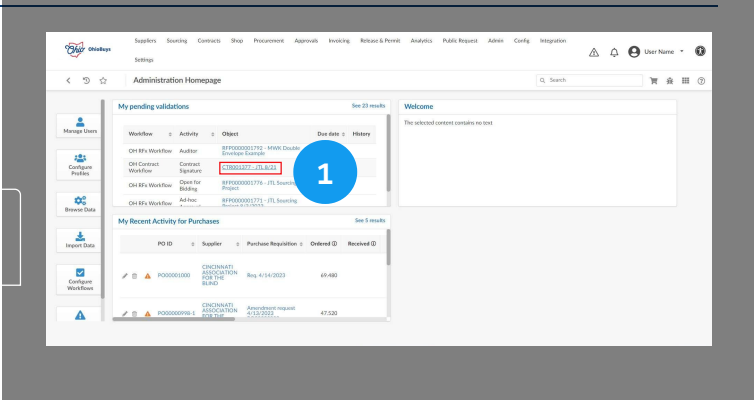 Suppliers Sourcing Contracts Shop Procurement Approvals Invoicing Release & Permit Analytics Public Request Admin Config Integration
Ohio OhioBuys
User Name
Settings
Administration Homepage
Search
My pending validations See 23 results
Welcome
The selected content contains no text
Manage Users
Workflow Activity Object Due date History
OH RFx Workflow Auditor RFP0000001792 - MWK Double
Envelope Example
Configure
Profiles
OH Contract
Workflow
Contract
Signature
CTR001277 - JTL 8/21
1
OH RFx Workflow Open for
Bidding
RFP0000001776 - JTL Sourcing
Project
Browse Data
OH RFx Workflow Ad-hoc
RFP0000001771 - JTL Sourcing
My Recent Activity for Purchases See 5 results
Import Data
PO ID Supplier Purchase Requisition Ordered Received
PO00001000
CINCINNATI
ASSOCIATION
FOR THE
BLIND
Req. 4/14/2023 69.480
Configure
Workflows
PO00000998-1
CINCINNATI
ASSOCIATION
FOR THE
Amendment request
4/13/2023
47.520